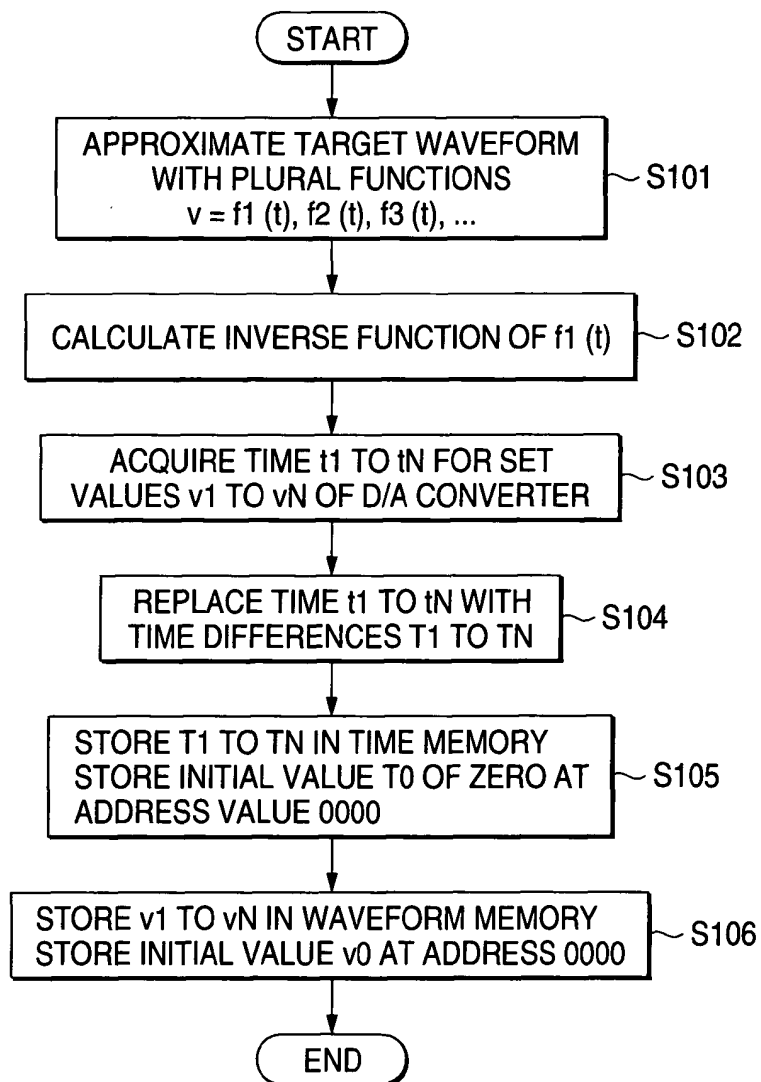 START
APPROXIMATE TARGET WAVEFORM
WITH PLURAL FUNCTIONS
v = f1 (t), f2 (t), f3 (t), ...
S101
CALCULATE INVERSE FUNCTION OF f1 (t)
S102
ACQUIRE TIME t1 TO tN FOR SET
VALUES v1 TO vN OF D/A CONVERTER
S103
REPLACE TIME t1 TO tN WITH
TIME DIFFERENCES T1 TO TN
S104
STORE T1 TO TN IN TIME MEMORY
STORE INITIAL VALUE T0 OF ZERO AT
ADDRESS VALUE 0000
S105
STORE v1 TO vN IN WAVEFORM MEMORY
STORE INITIAL VALUE v0 AT ADDRESS 0000
S106
END